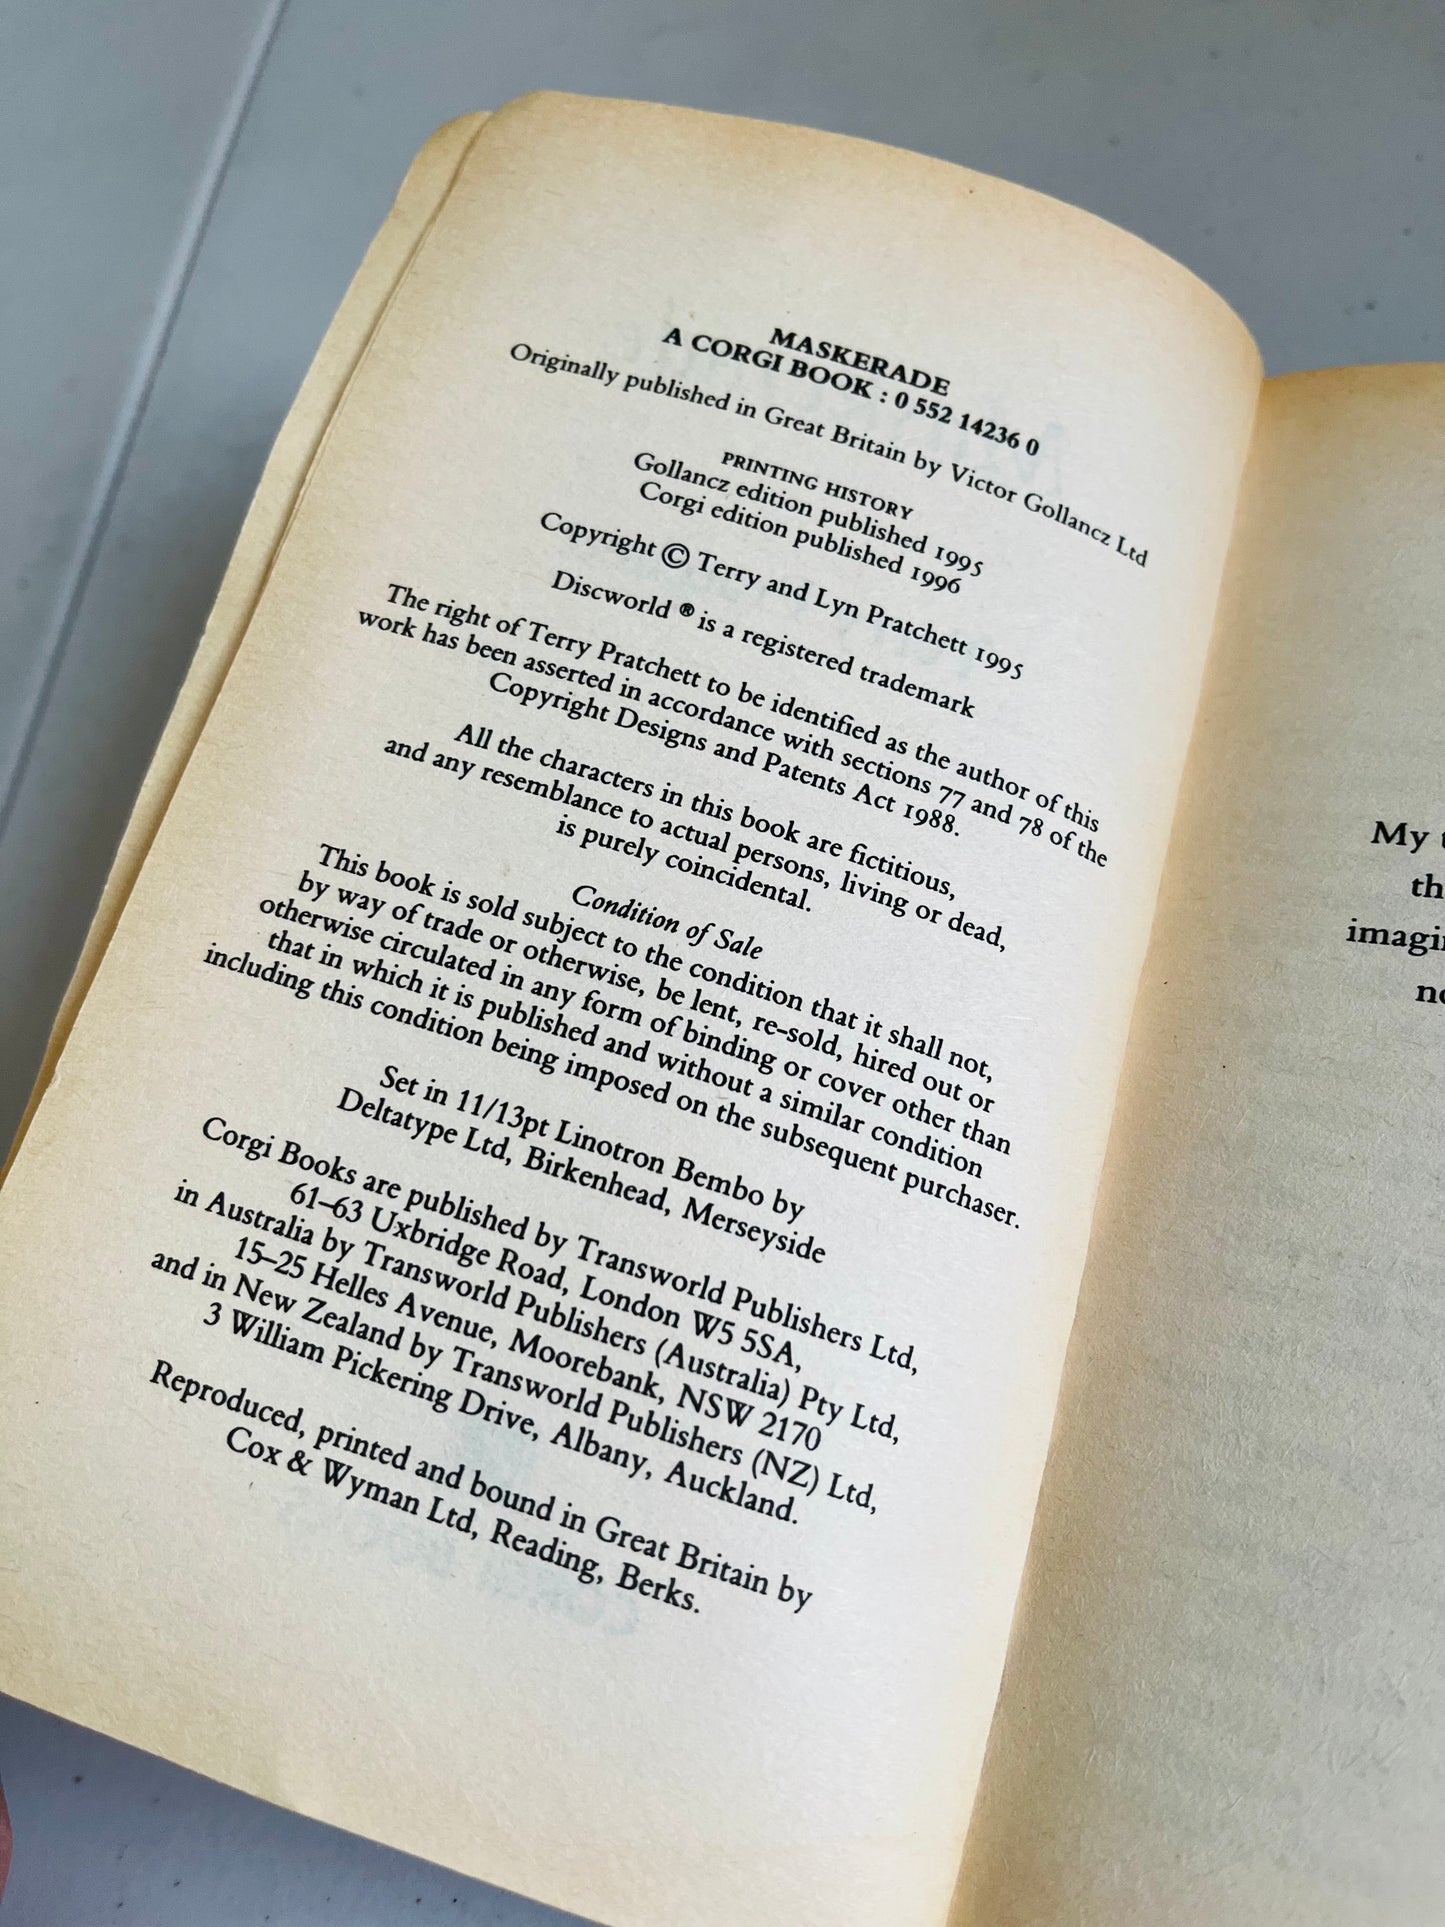 MASKERADE
A CORGI BOOK : 0 552 14236 0
Originally published in Great Britain by Victor Gollancz Ltd
PRINTING HISTORY
Gollancz edition published 1995
Corgi edition published 1996
Copyright © Terry and Lyn Pratchett 1995
Discworld ® is a registered trademark
The right of Terry Pratchett to be identified as the author of this
work has been asserted in accordance with sections 77 and 78 of the
Copyright Designs and Patents Act 1988.
All the characters in this book are fictitious,
and any resemblance to actual persons, living or dead,
is purely coincidental.
Condition of Sale
This book is sold subject to the condition that it shall not,
by way of trade or otherwise, be lent, re-sold, hired out or
otherwise circulated in any form of binding or cover other than
that in which it is published and without a similar condition
including this condition being imposed on the subsequent purchaser.
Set in 11/13pt Linotron Bembo by
Deltatype Ltd, Birkenhead, Merseyside
Corgi Books are published by Transworld Publishers Ltd,
61–63 Uxbridge Road, London W5 5SA,
in Australia by Transworld Publishers (Australia) Pty Ltd,
15–25 Helles Avenue, Moorebank, NSW 2170
and in New Zealand by Transworld Publishers (NZ) Ltd,
3 William Pickering Drive, Albany, Auckland.
Reproduced, printed and bound in Great Britain by
Cox & Wyman Ltd, Reading, Berks.
My